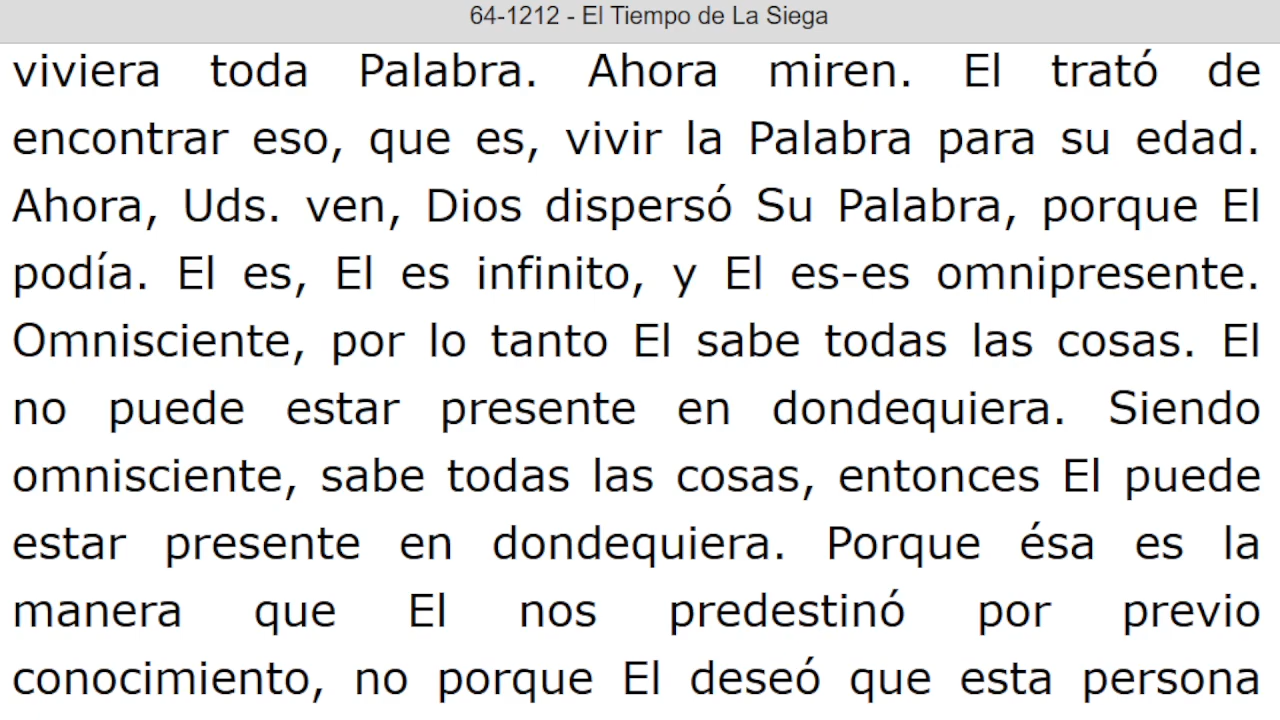 64-1212 - El Tiempo de La Siega
viviera toda Palabra. Ahora miren. El trató de
encontrar eso, que es, vivir la Palabra para su edad.
Ahora, Uds. ven, Dios dispersó Su Palabra, porque El
podía. El es, El es infinito, y El es-es omnipresente.
Omnisciente, por lo tanto El sabe todas las cosas. El
no puede estar presente en dondequiera. Siendo
omnisciente, sabe todas las cosas, entonces El puede
estar presente en dondequiera. Porque ésa es la
manera que El nos predestinó por previo
conocimiento, no porque El deseó que esta persona